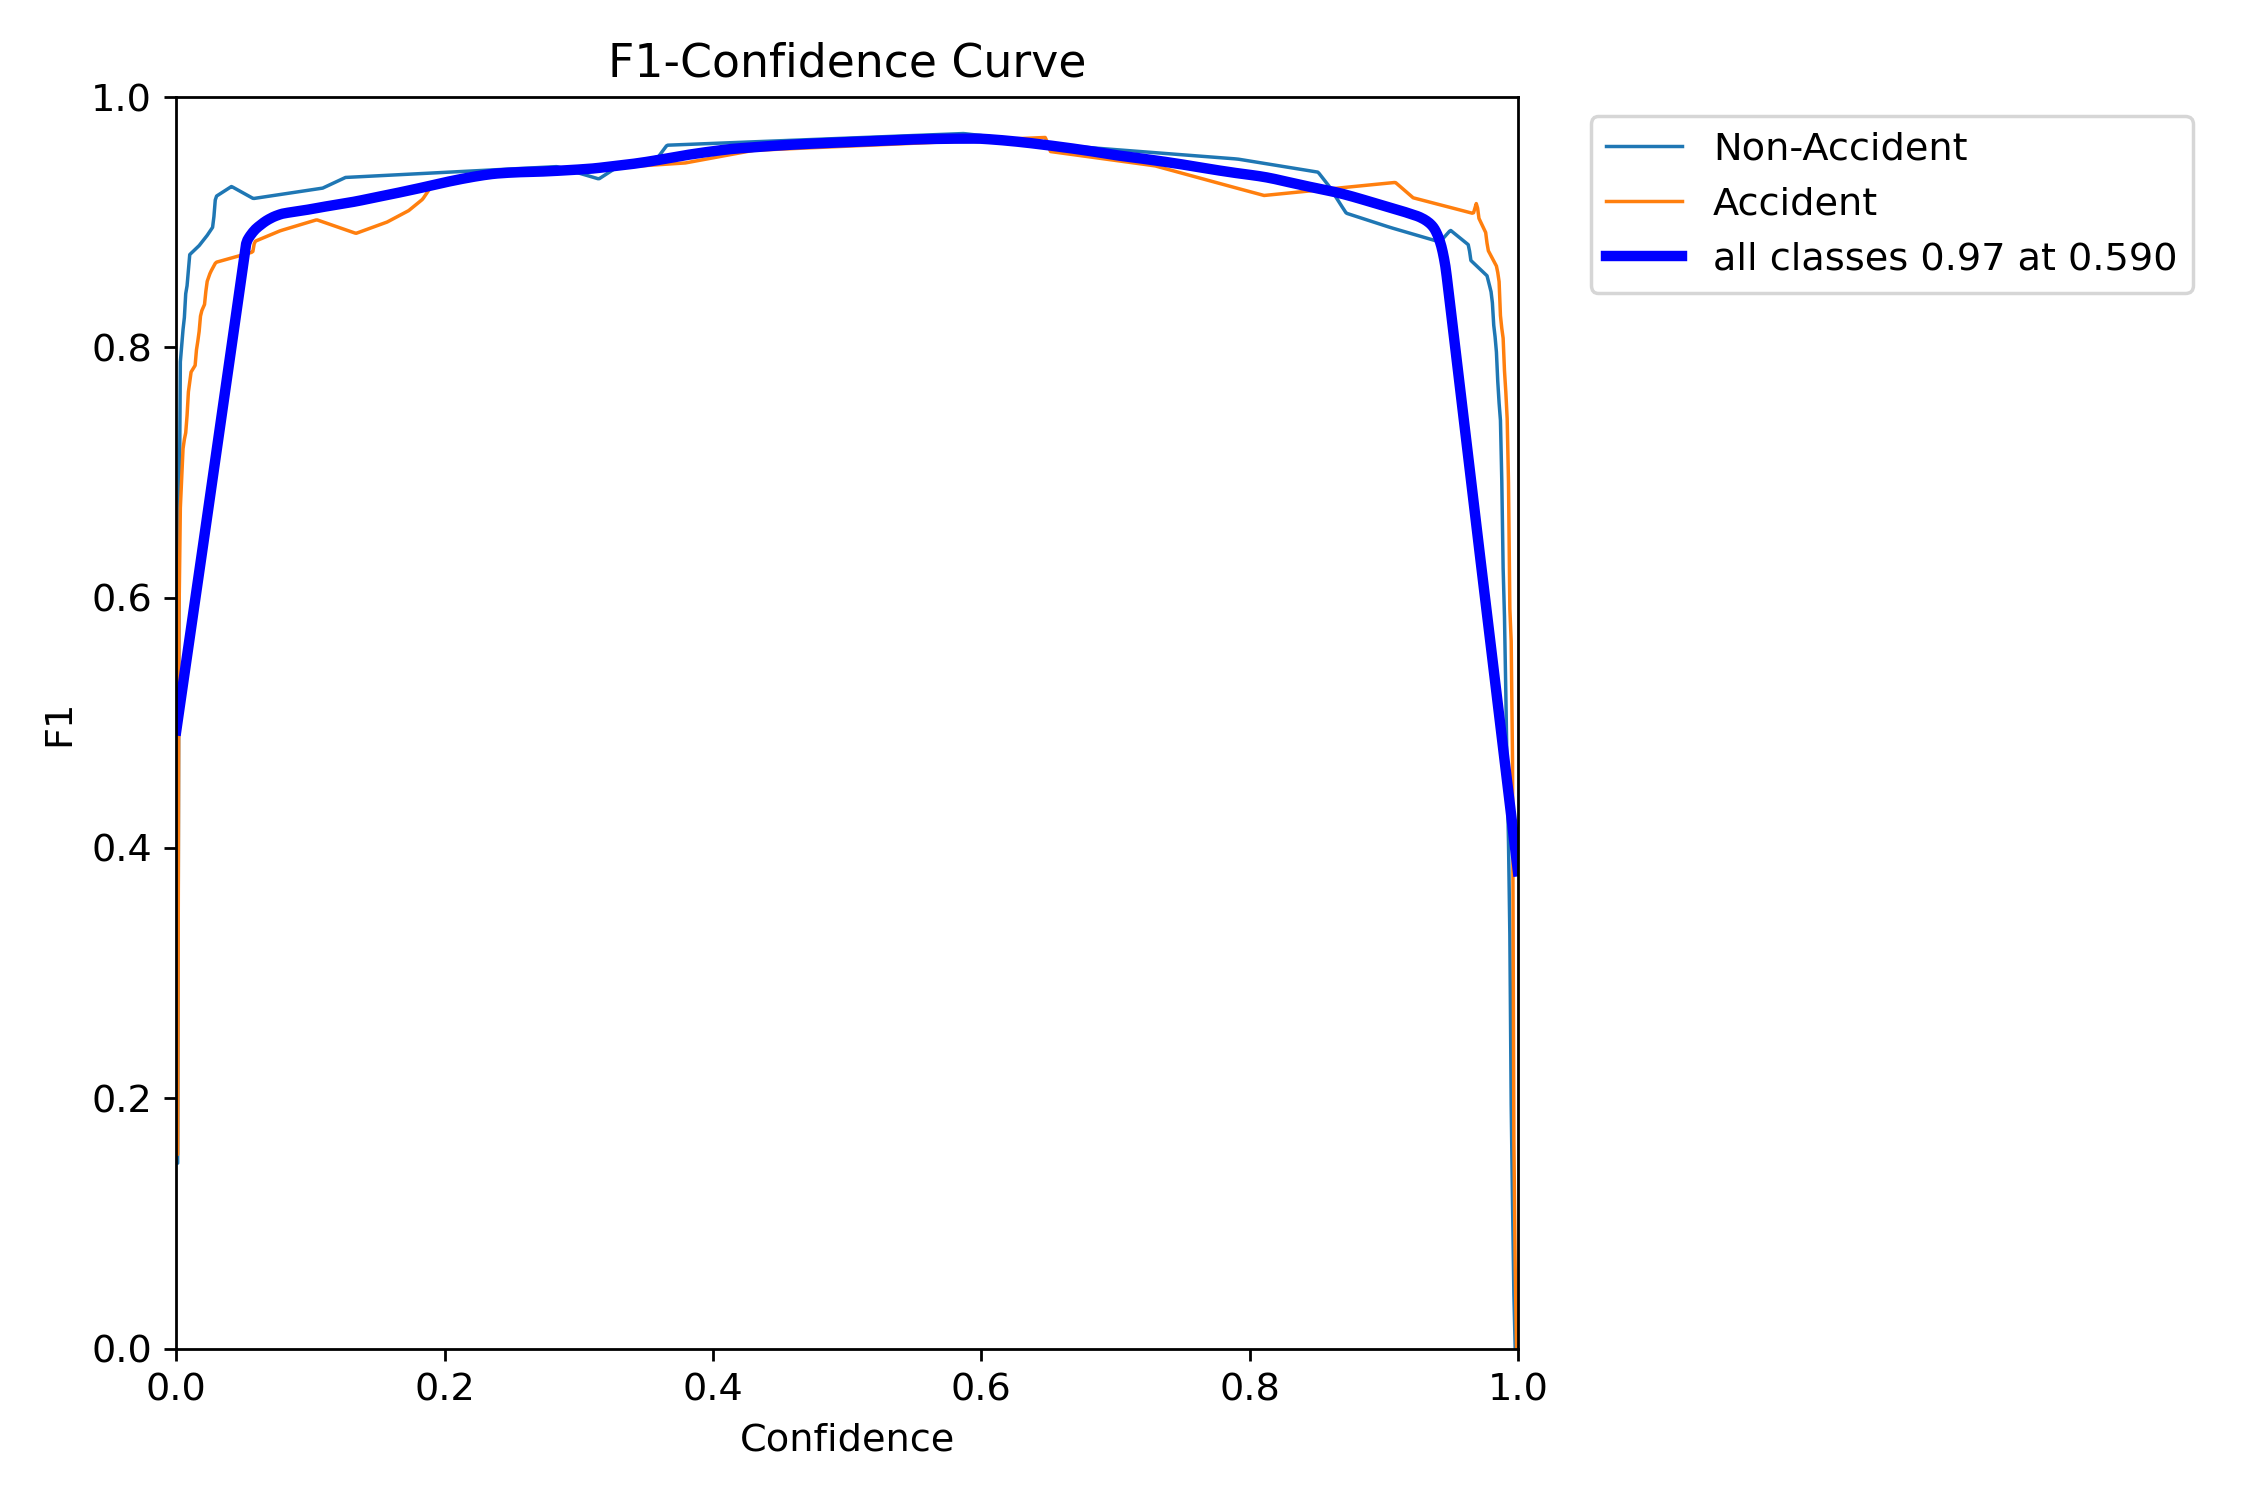 F1-Confidence Curve
1.0
0.8
0.6
0.4
0.2
0.0
F1
0.0 0.2 0.4 0.6 0.8 1.0
Confidence
Non-Accident
Accident
all classes 0.97 at 0.590